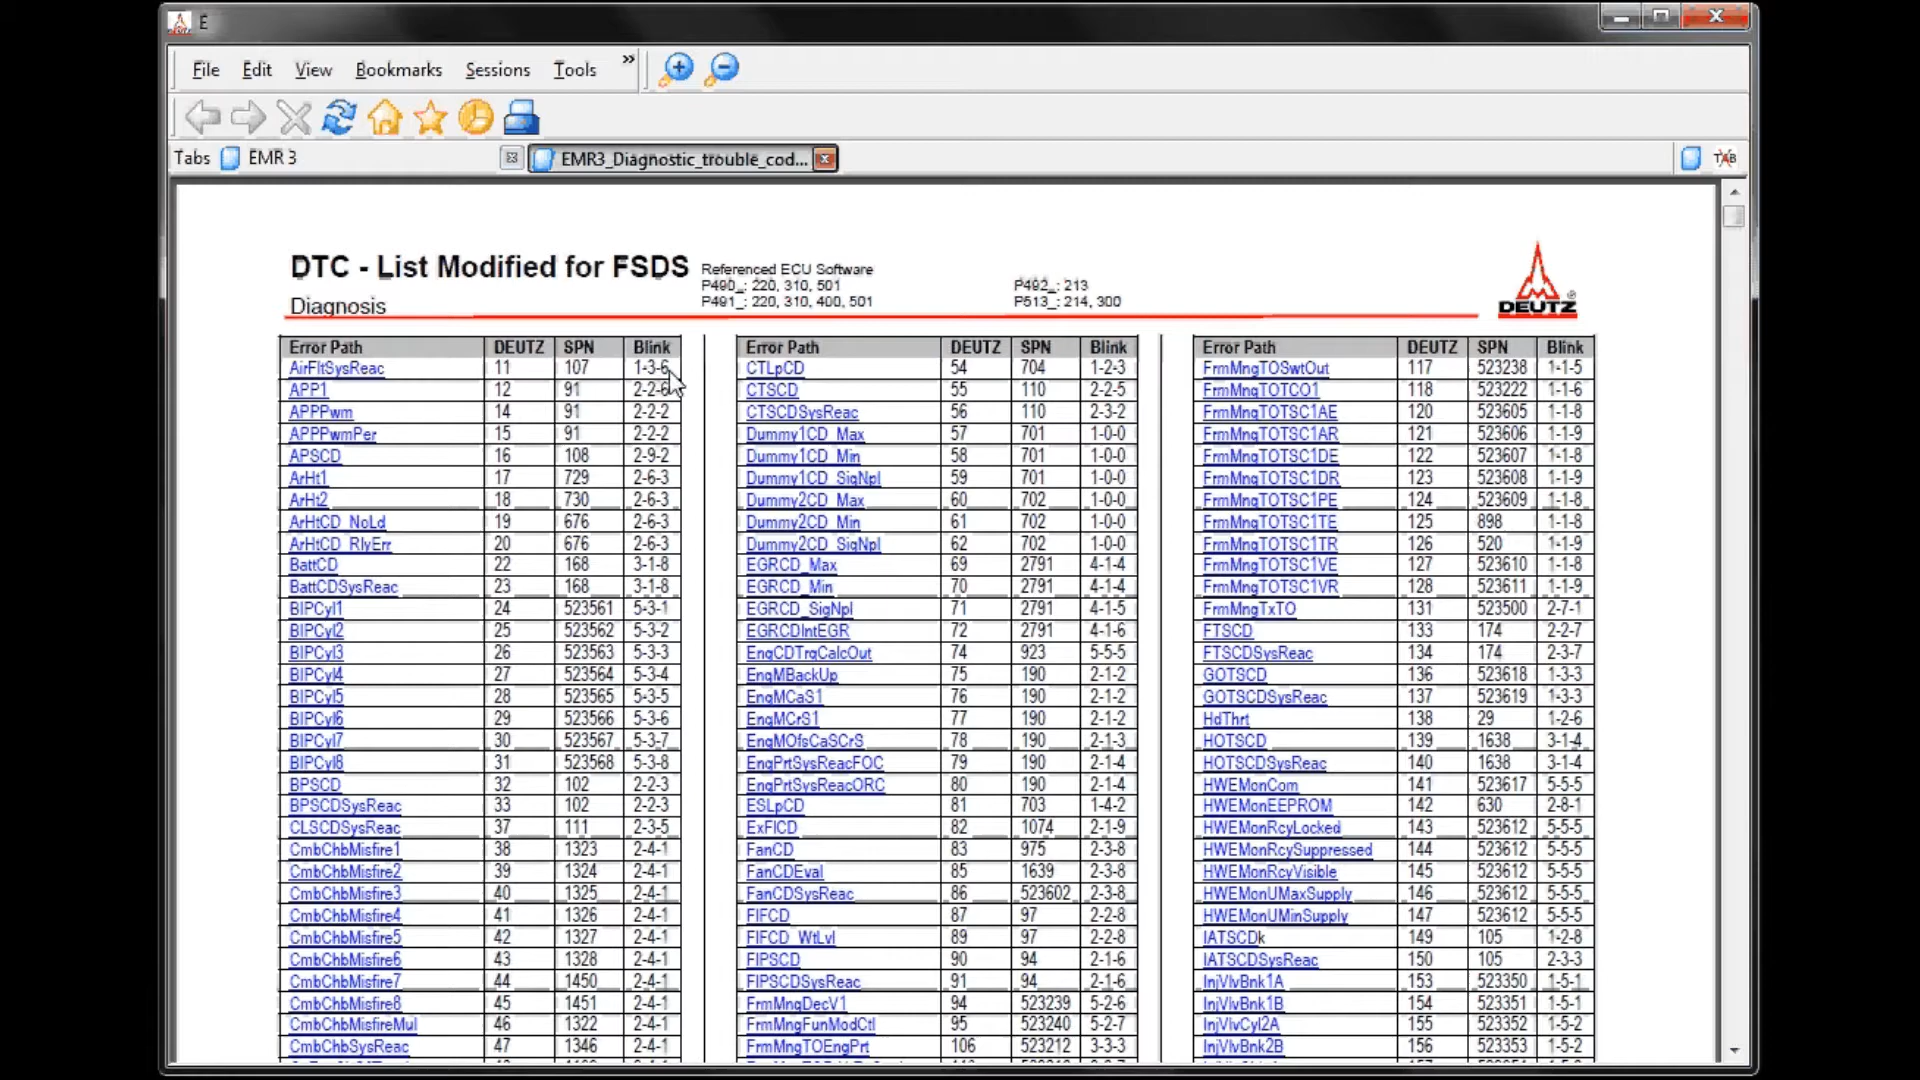 E
File Edit View Bookmarks Sessions Tools »
Tabs EMR 3 EMR3_Diagnostic_trouble_cod... TAB
DTC - List Modified for FSDS
Diagnosis
Referenced ECU Software
P490_: 220, 310, 501 P492_: 213
P491_: 220, 310, 400, 501 P513_: 214, 300
DEUTZ
Error Path DEUTZ SPN Blink
AirFltSysReac 11 107 1-3-6
APP1 12 91 2-2-6
APPPwm 14 91 2-2-2
APPPwmPer 15 91 2-2-2
APSCD 16 108 2-9-2
ArHt1 17 729 2-6-3
ArHt2 18 730 2-6-3
ArHtCD_NoLd 19 676 2-6-3
ArHtCD_RlyErr 20 676 2-6-3
BattCD 22 168 3-1-8
BattCDSysReac 23 168 3-1-8
BIPCyl1 24 523561 5-3-1
BIPCyl2 25 523562 5-3-2
BIPCyl3 26 523563 5-3-3
BIPCyl4 27 523564 5-3-4
BIPCyl5 28 523565 5-3-5
BIPCyl6 29 523566 5-3-6
BIPCyl7 30 523567 5-3-7
BIPCyl8 31 523568 5-3-8
BPSCD 32 102 2-2-3
BPSCDSysReac 33 102 2-2-3
CLSCDSysReac 37 111 2-3-5
CmbChbMisfire1 38 1323 2-4-1
CmbChbMisfire2 39 1324 2-4-1
CmbChbMisfire3 40 1325 2-4-1
CmbChbMisfire4 41 1326 2-4-1
CmbChbMisfire5 42 1327 2-4-1
CmbChbMisfire6 43 1328 2-4-1
CmbChbMisfire7 44 1450 2-4-1
CmbChbMisfire8 45 1451 2-4-1
CmbChbMisfireMul 46 1322 2-4-1
CmbChbSysReac 47 1346 2-4-1
Error Path DEUTZ SPN Blink
CTLpCD 54 704 1-2-3
CTSCD 55 110 2-2-5
CTSCDSysReac 56 110 2-3-2
Dummy1CD_Max 57 701 1-0-0
Dummy1CD_Min 58 701 1-0-0
Dummy1CD_SigNpl 59 701 1-0-0
Dummy2CD_Max 60 702 1-0-0
Dummy2CD_Min 61 702 1-0-0
Dummy2CD_SigNpl 62 702 1-0-0
EGRCD_Max 69 2791 4-1-4
EGRCD_Min 70 2791 4-1-4
EGRCD_SigNpl 71 2791 4-1-5
EGRCDIntEGR 72 2791 4-1-6
EngCDTrqCalcOut 74 923 5-5-5
EngMBackUp 75 190 2-1-2
EngMCaS1 76 190 2-1-2
EngMCrS1 77 190 2-1-2
EngMOfsCaSCrS 78 190 2-1-3
EngPrtSysReacFOC 79 190 2-1-4
EngPrtSysReacORC 80 190 2-1-4
ESLpCD 81 703 1-4-2
ExFlCD 82 1074 2-1-9
FanCD 83 975 2-3-8
FanCDEval 85 1639 2-3-8
FanCDSysReac 86 523602 2-3-8
FlFCD 87 97 2-2-8
FlFCD_WtLvl 89 97 2-2-8
FlPSCD 90 94 2-1-6
FlPSCDSysReac 91 94 2-1-6
FrmMngDecV1 94 523239 5-2-6
FrmMngFunModCtl 95 523240 5-2-7
FrmMngTOEngPrt 106 523212 3-3-3
Error Path DEUTZ SPN Blink
FrmMngTOSwtOut 117 523238 1-1-5
FrmMngTOTCO1 118 523222 1-1-6
FrmMngTOTSC1AE 120 523605 1-1-8
FrmMngTOTSC1AR 121 523606 1-1-9
FrmMngTOTSC1DE 122 523607 1-1-8
FrmMngTOTSC1DR 123 523608 1-1-9
FrmMngTOTSC1PE 124 523609 1-1-8
FrmMngTOTSC1TE 125 898 1-1-8
FrmMngTOTSC1TR 126 520 1-1-9
FrmMngTOTSC1VE 127 523610 1-1-8
FrmMngTOTSC1VR 128 523611 1-1-9
FrmMngTxTO 131 523500 2-7-1
FTSCD 133 174 2-2-7
FTSCDSysReac 134 174 2-3-7
GOTSCD 136 523618 1-3-3
GOTSCDSysReac 137 523619 1-3-3
HdThrt 138 29 1-2-6
HOTSCD 139 1638 3-1-4
HOTSCDSysReac 140 1638 3-1-4
HWEMonCom 141 523617 5-5-5
HWEMonEEPROM 142 630 2-8-1
HWEMonRcyLocked 143 523612 5-5-5
HWEMonRcySuppressed 144 523612 5-5-5
HWEMonRcyVisible 145 523612 5-5-5
HWEMonUMaxSupply 146 523612 5-5-5
HWEMonUMinSupply 147 523612 5-5-5
IATSCDk 149 105 1-2-8
IATSCDSysReac 150 105 2-3-3
InjVlvBnk1A 153 523350 1-5-1
InjVlvBnk1B 154 523351 1-5-1
InjVlvCyl2A 155 523352 1-5-2
InjVlvBnk2B 156 523353 1-5-2